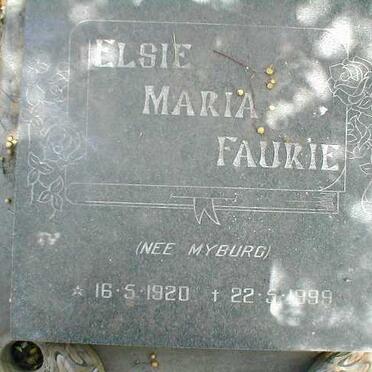 ELSIE
MARIA
FAURIE
(NEE MYBURG)
* 16·5·1920 † 22·5·1999